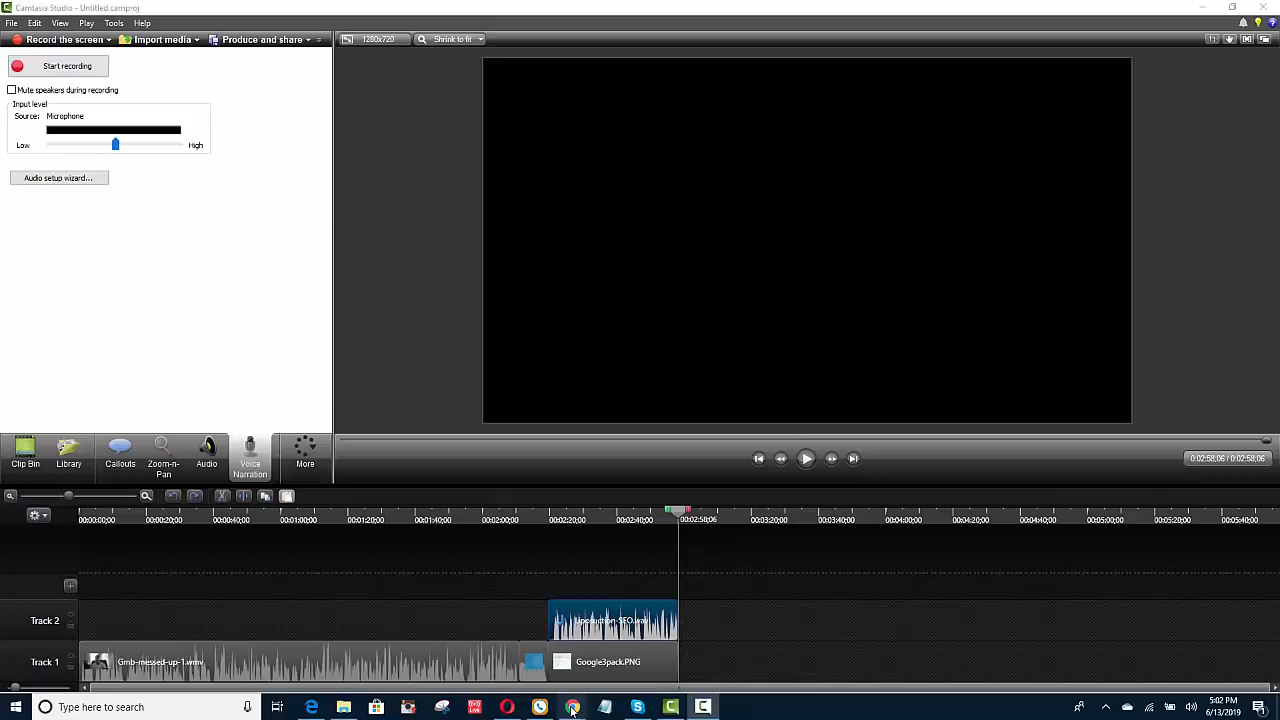 Camtasia Studio - Untitled.camproj
File Edit View Play Tools Help
Record the screen Import media Produce and share 1280x720 Shrink to fit
Start recording
Mute speakers during recording
Input level
Source: Microphone
Low High
Audio setup wizard...
Clip Bin Library Callouts Zoom-n-Pan Audio Voice Narration More
0:02:58;06 / 0:02:58;06
00:00:00;00 00:00:20;00 00:00:40;00 00:01:00;00 00:01:20;00 00:01:40;00 00:02:00;00 00:02:20;00 00:02:40;00 00:02:58;06 00:03:20;00 00:03:40;00 00:04:00;00 00:04:20;00 00:04:40;00 00:05:00;00 00:05:20;00 00:05:40;00
Track 2 Liposuction-SEO.wav
Track 1 Gmb-messed-up-1.wmv Google3pack.PNG
Type here to search
LIVE
5:02 PM
6/13/2019